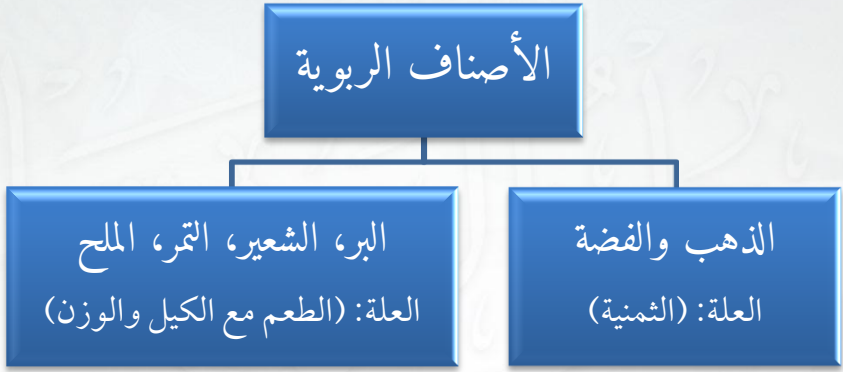 الأصناف الربوية
الذهب والفضة
العلة: (الثمنية)
البر، الشعير، التمر، الملح
العلة: (الطعم مع الكيل والوزن)